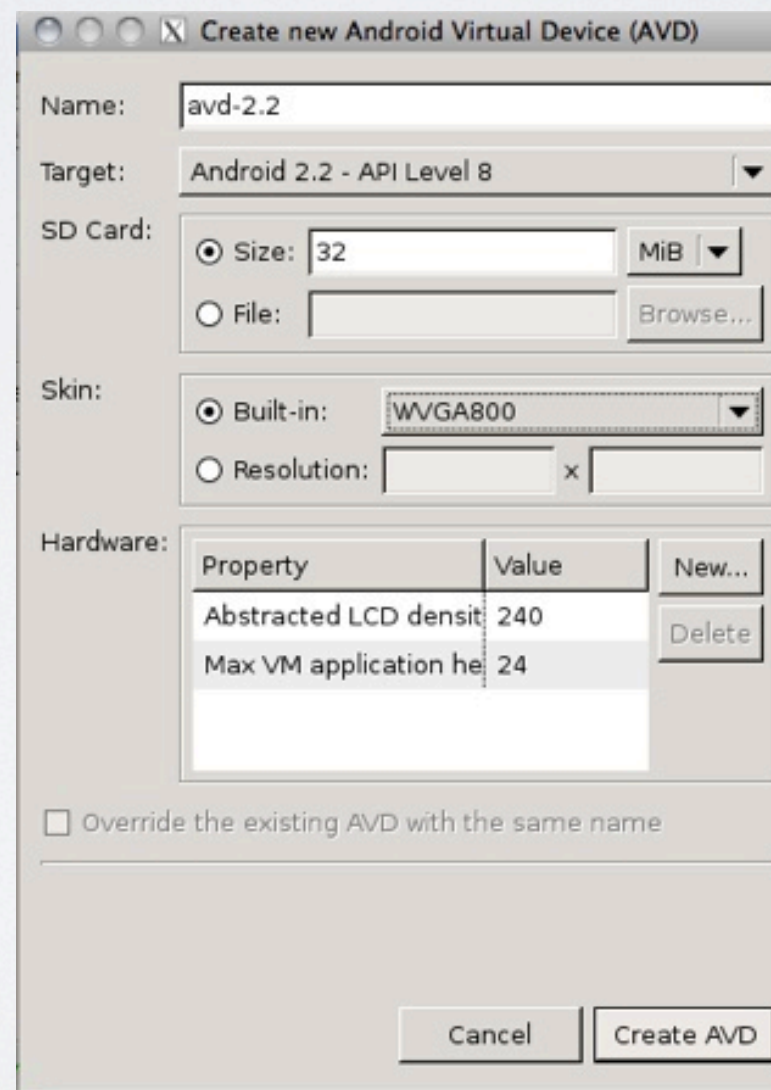 X Create new Android Virtual Device (AVD)
Name: avd-2.2
Target: Android 2.2 - API Level 8
SD Card:
Size: 32 MiB
File: Browse...
Skin:
Built-in: WVGA800
Resolution: x
Hardware:
Property Value New...
Abstracted LCD densit 240
Delete
Max VM application he 24
Override the existing AVD with the same name
Cancel Create AVD